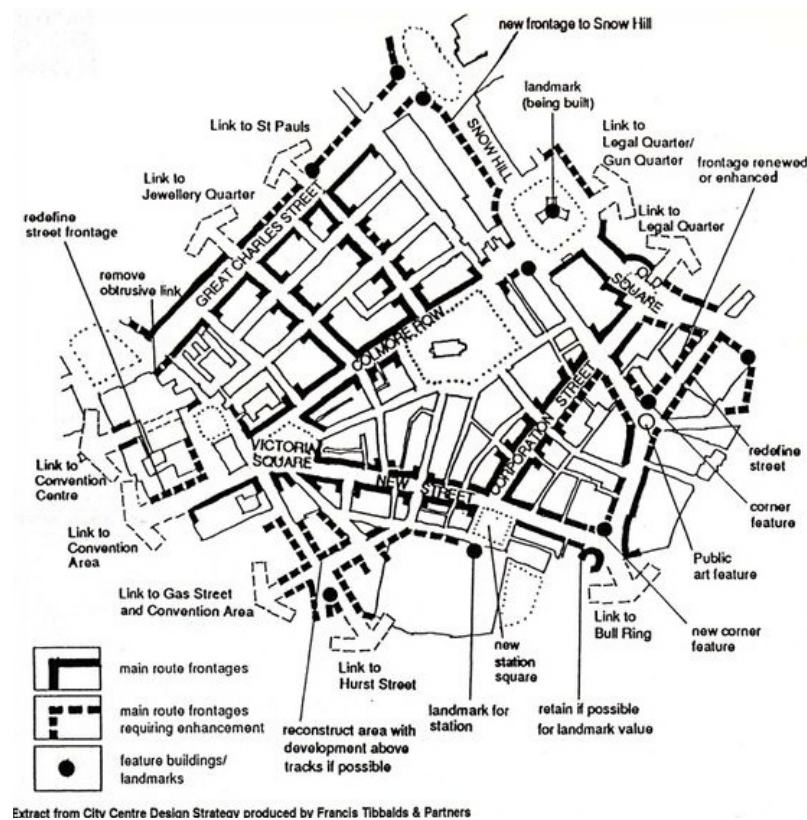 new frontage to Snow Hill
landmark
(being built)
Link to
Legal Quarter/
Gun Quarter
frontage renewed
or enhanced
Link to St Pauls
SNOW HILL
Link to
Jewellery Quarter
Link to
Legal Quarter
redefine
street frontage
GREAT CHARLES STREET
OLD
SQUARE
remove
obtrusive link
COLMORE ROW
CORPORATION STREET
VICTORIA
SQUARE
NEW STREET
redefine
street
Link to
Convention
Centre
corner
feature
Link to
Convention
Area
Public
art feature
Link to Gas Street
and Convention Area
Link to
Bull Ring
new corner
feature
Link to
Hurst Street
new
station
square
main route frontages
main route frontages
requiring enhancement
feature buildings/
landmarks
reconstruct area with
development above
tracks if possible
landmark for
station
retain if possible
for landmark value
Extract from City Centre Design Strategy produced by Francis Tibbalds & Partners